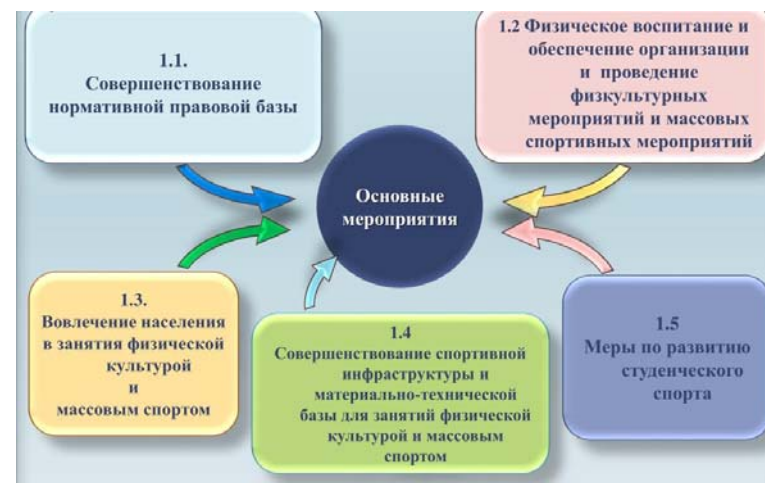 1.1.
Совершенствование
нормативной правовой базы
1.2 Физическое воспитание и
обеспечение организации
и проведение
физкультурных
мероприятий и массовых
спортивных мероприятий
Основные
мероприятия
1.3.
Вовлечение населения
в занятия физической
культурой
и
массовым спортом
1.4
Совершенствование спортивной
инфраструктуры и
материально-технической
базы для занятий физической
культурой и массовым
спортом
1.5
Меры по развитию
студенческого
спорта